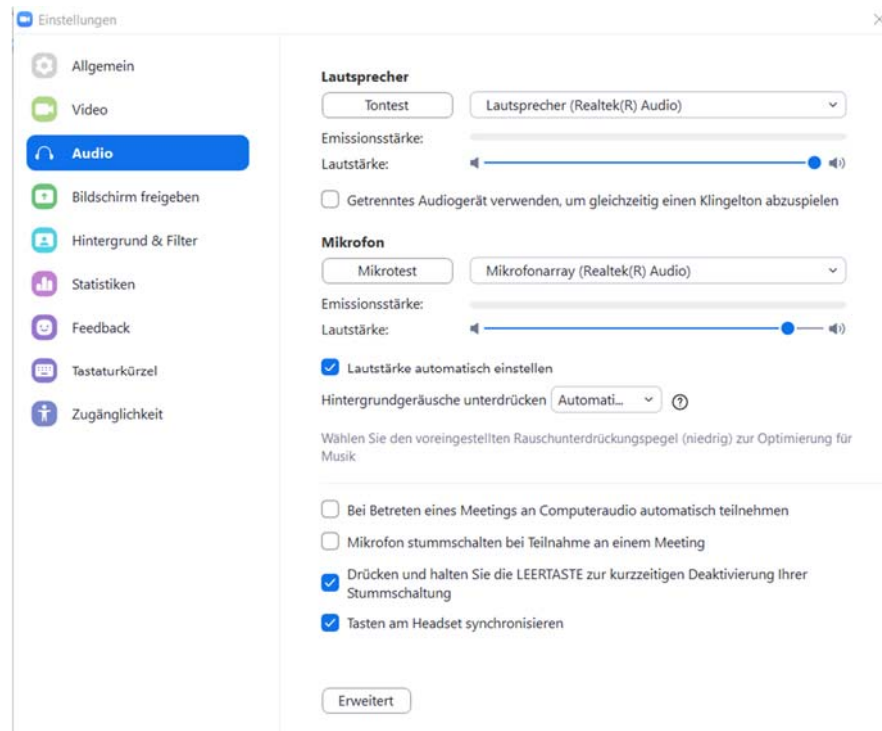 Einstellungen
Allgemein
Video
Audio
Bildschirm freigeben
Hintergrund & Filter
Statistiken
Feedback
Tastaturkürzel
Zugänglichkeit
Lautsprecher
Tontest
Lautsprecher (Realtek(R) Audio)
Emissionsstärke:
Lautstärke:
Getrenntes Audiogerät verwenden, um gleichzeitig einen Klingelton abzuspielen
Mikrofon
Mikrotest
Mikrofonarray (Realtek(R) Audio)
Emissionsstärke:
Lautstärke:
Lautstärke automatisch einstellen
Hintergrundgeräusche unterdrücken Automati...
Wählen Sie den voreingestellten Rauschunterdrückungspegel (niedrig) zur Optimierung für
Musik
Bei Betreten eines Meetings an Computeraudio automatisch teilnehmen
Mikrofon stummschalten bei Teilnahme an einem Meeting
Drücken und halten Sie die LEERTASTE zur kurzzeitigen Deaktivierung Ihrer
Stummschaltung
Tasten am Headset synchronisieren
Erweitert